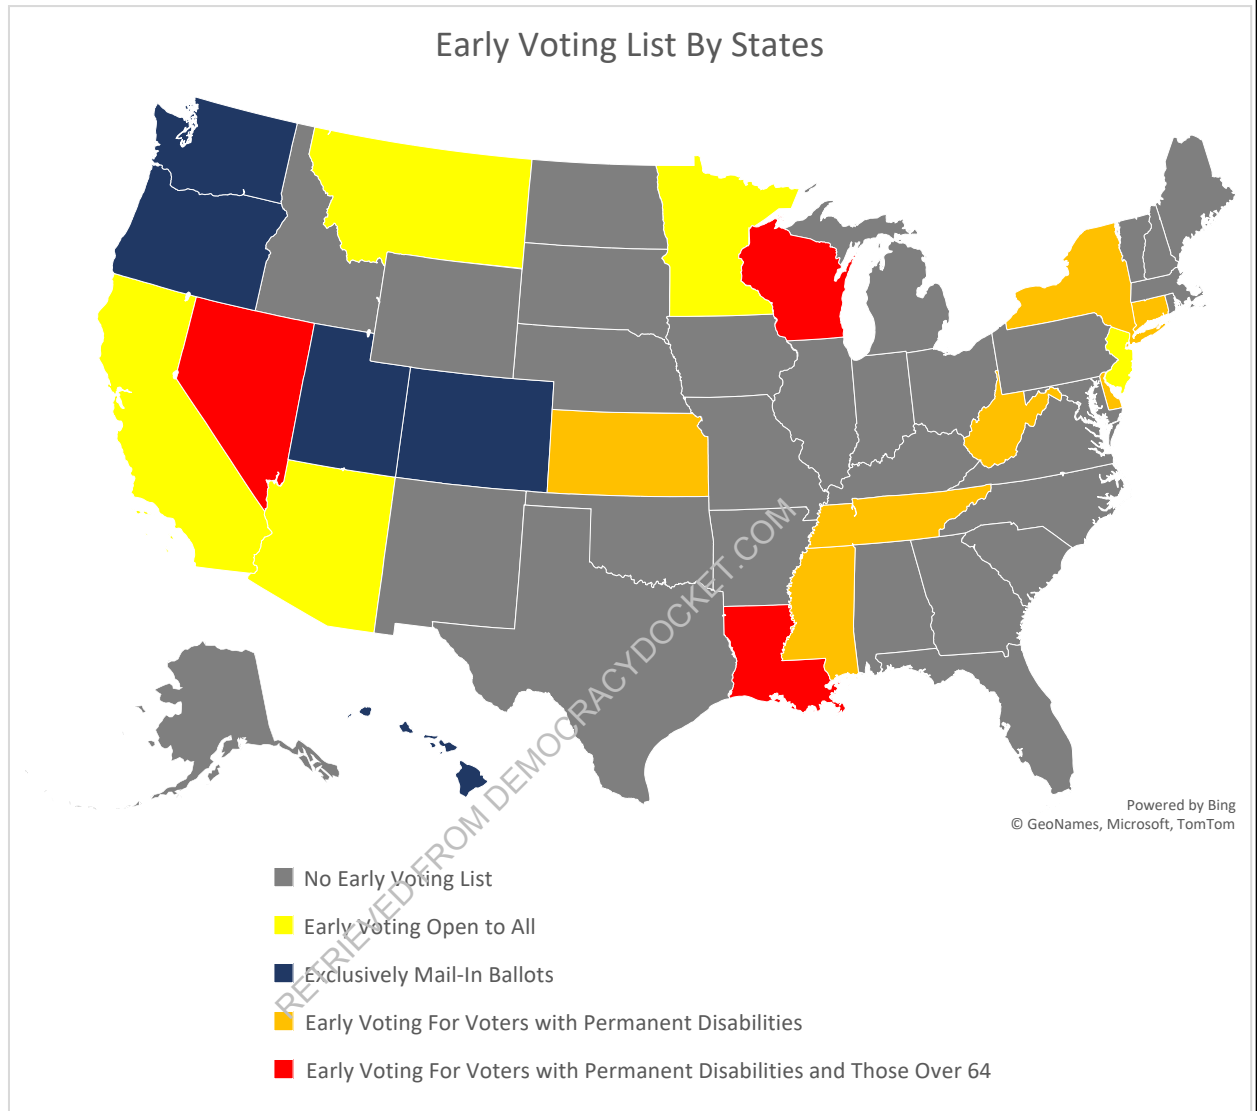 Early Voting List By States
RETRIEVED FROM DEMOCRACYDOCKET.COM
Powered by Bing
© GeoNames, Microsoft, TomTom
No Early Voting List
Early Voting Open to All
Exclusively Mail-In Ballots
Early Voting For Voters with Permanent Disabilities
Early Voting For Voters with Permanent Disabilities and Those Over 64